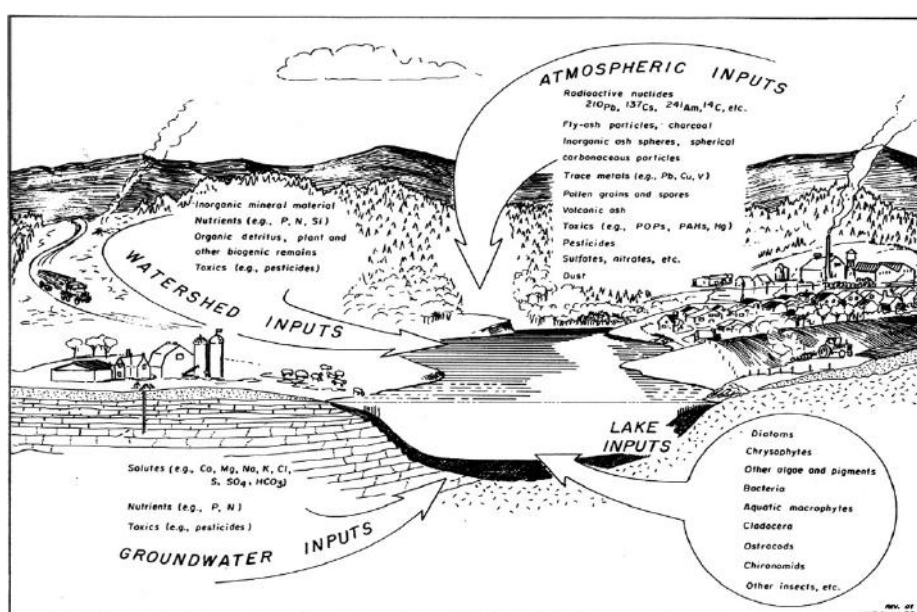 ATMOSPHERIC INPUTS
Radioactive nuclides
²¹⁰Pb, ¹³⁷Cs, ²⁴¹Am, ¹⁴C, etc.
Fly-ash particles, charcoal
Inorganic ash spheres, spherical
carbonaceous particles
Trace metals (e.g., Pb, Cu, V)
Pollen grains and spores
Volcanic ash
Toxics (e.g., POPs, PAHs, Hg)
Pesticides
Sulfates, nitrates, etc.
Dust
Inorganic mineral material
Nutrients (e.g., P, N, Si)
Organic detritus, plant and
other biogenic remains
Toxics (e.g., pesticides)
WATERSHED INPUTS
LAKE
INPUTS
Diatoms
Chrysophytes
Other algae and pigments
Bacteria
Aquatic macrophytes
Cladocera
Ostracods
Chironomids
Other insects, etc.
Solutes (e.g., Ca, Mg, Na, K, Cl,
S, SO₄, HCO₃)
Nutrients (e.g., P, N)
Toxics (e.g., pesticides)
GROUNDWATER INPUTS